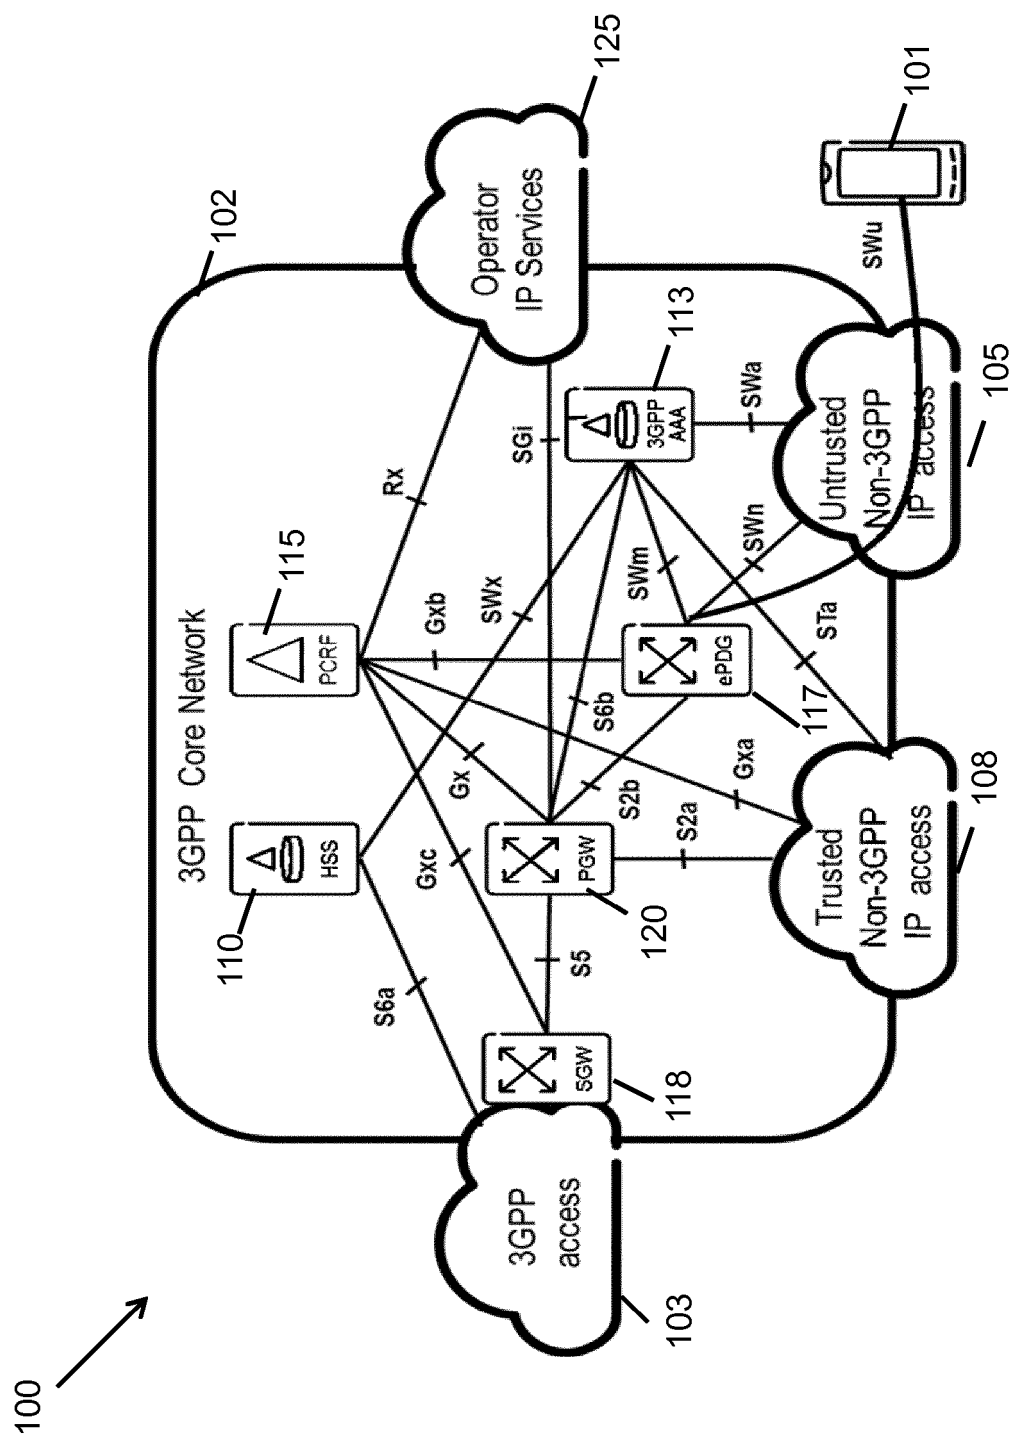 100
102
3GPP Core Network
110
HSS
115
PCRF
S6a
Gxc
Gx
SWx
Gxb
Rx
SGi
125
Operator
IP Services
103
3GPP
access
118
SGW
S5
120
PGW
S2b
S6b
S2a
Gxa
117
ePDG
SWm
SWn
STa
113
3GPP
AAA
SWa
108
Trusted
Non-3GPP
IP access
105
Untrusted
Non-3GPP
IP access
SWu
101